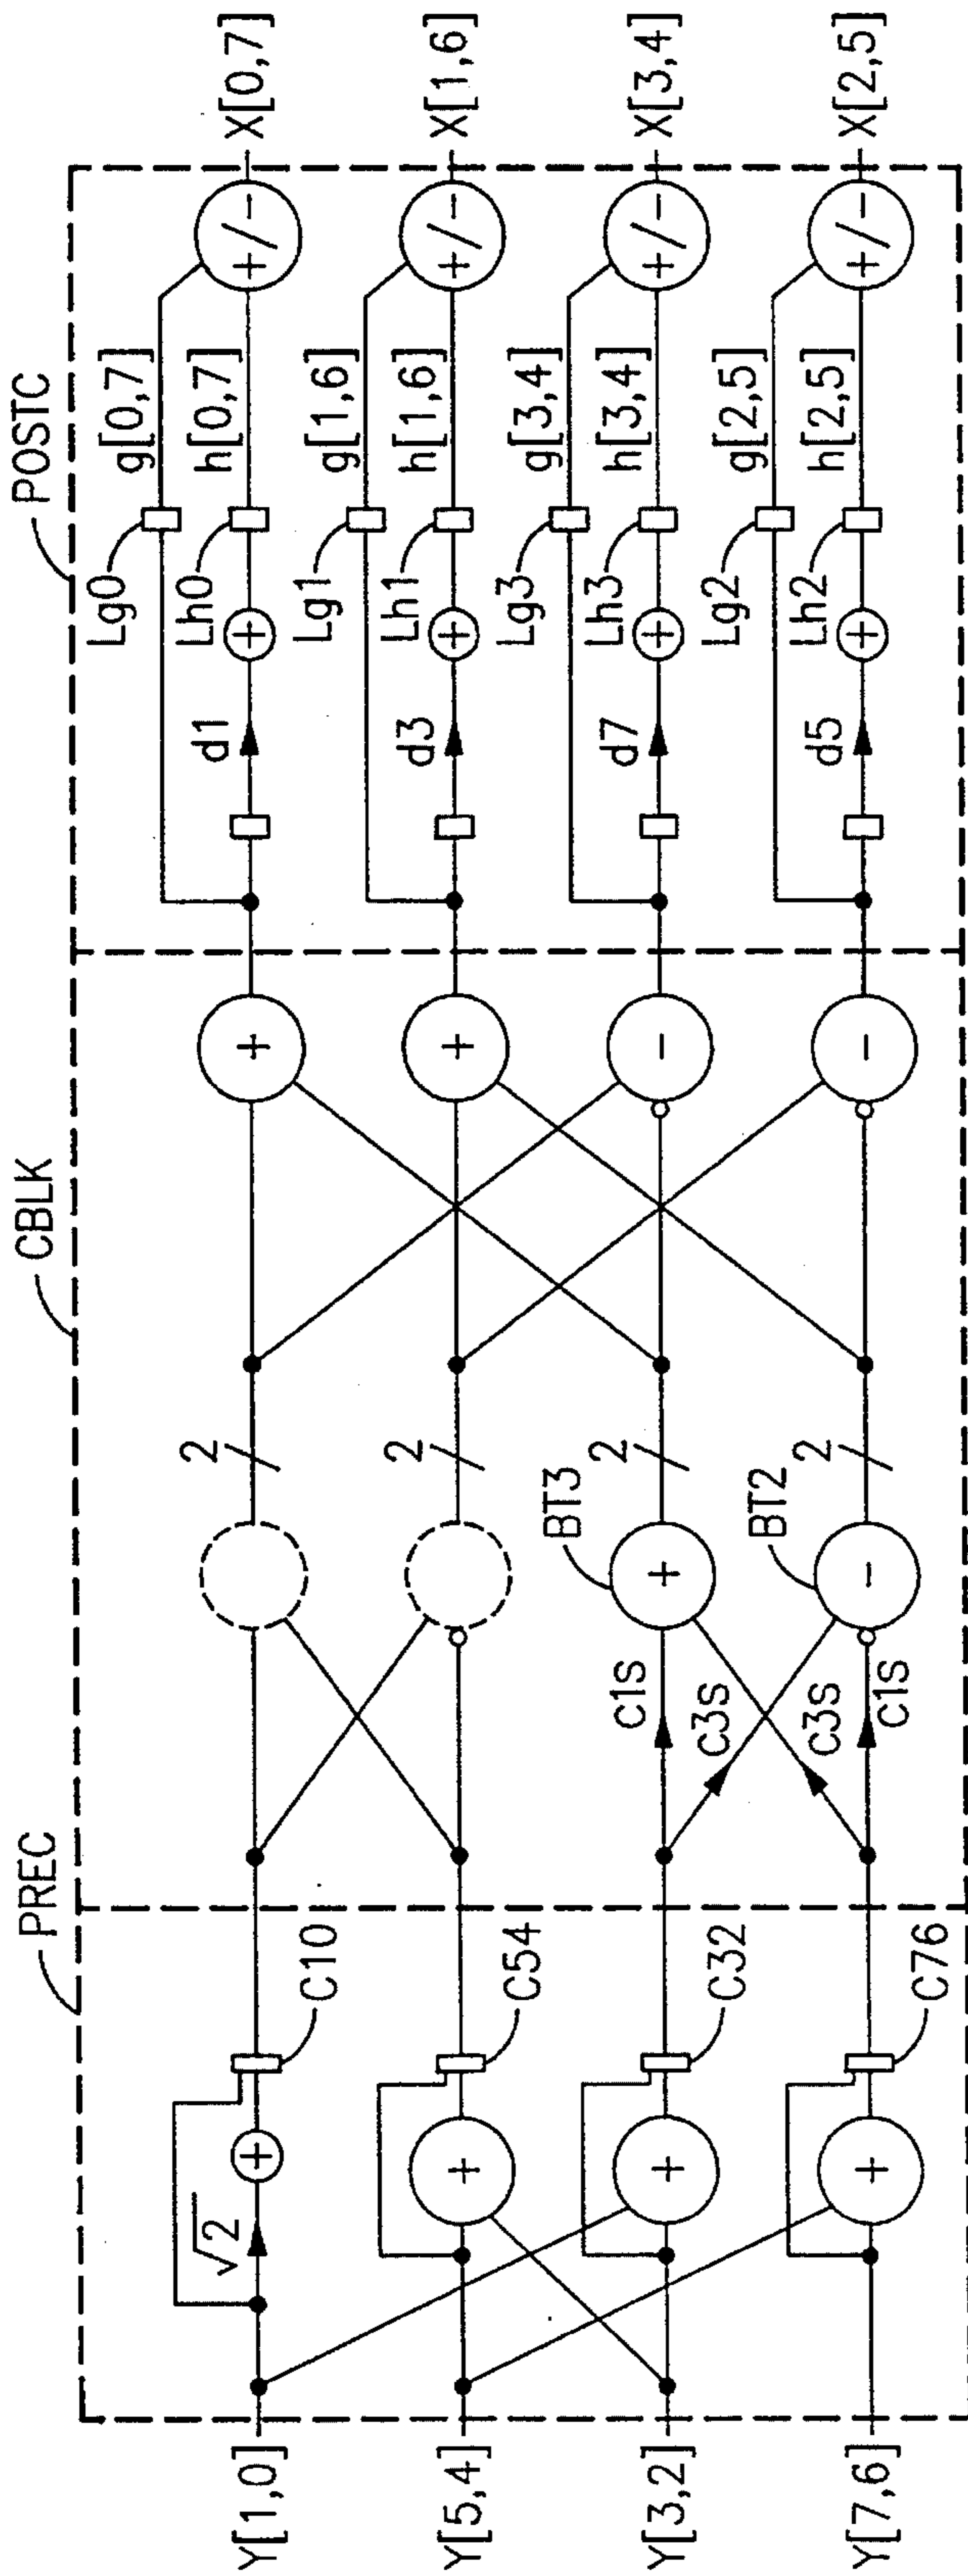 PREC
CBLK
POSTC
Y[1,0]
√2
+
C10
2
+
d1
+
Lg0
Lh0
g[0,7]
h[0,7]
+/-
X[0,7]
Y[5,4]
+
C54
2
+
d3
+
Lg1
Lh1
g[1,6]
h[1,6]
+/-
X[1,6]
Y[3,2]
+
C32
C1S
C3S
BT3
+
2
-
d7
+
Lg3
Lh3
g[3,4]
h[3,4]
+/-
X[3,4]
Y[7,6]
+
C76
C3S
C1S
BT2
-
2
-
d5
+
Lg2
Lh2
g[2,5]
h[2,5]
+/-
X[2,5]